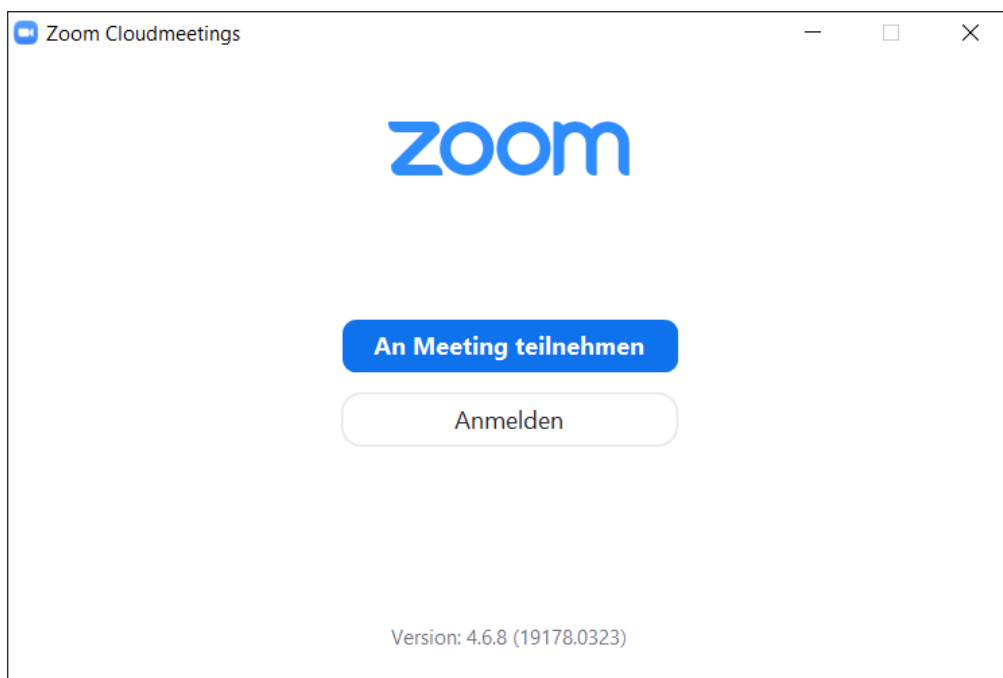 Zoom Cloudmeetings
zoom
An Meeting teilnehmen
Anmelden
Version: 4.6.8 (19178.0323)